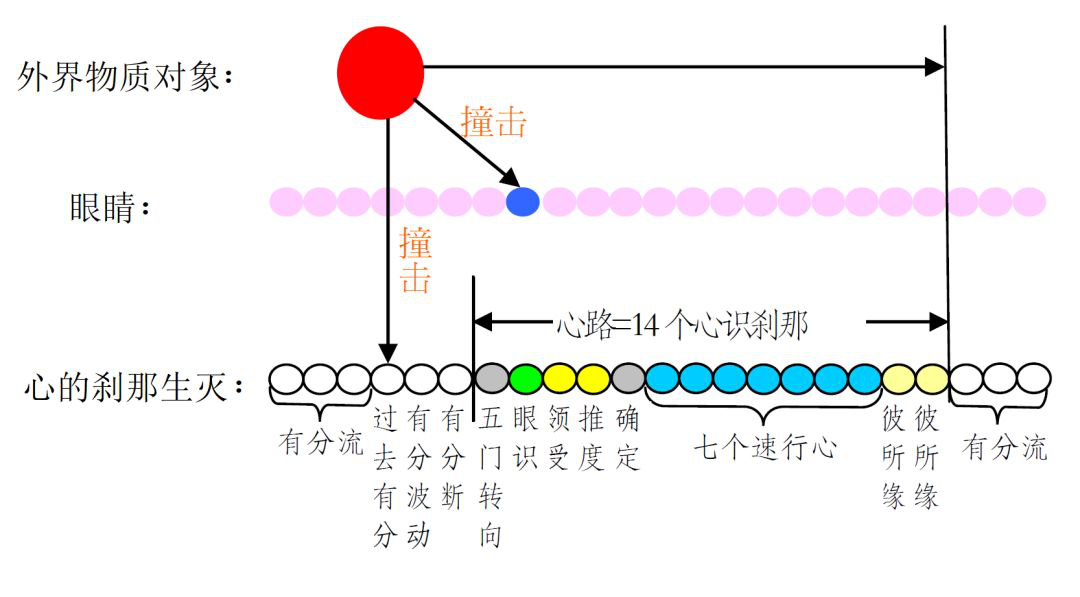 外界物质对象：
撞击
眼睛：
撞击
心路=14个心识刹那
心的刹那生灭：
有分流
过去有分
有分波动
有分断
五门转向
眼识
领受
推度
确定
七个速行心
彼所缘
彼所缘
有分流